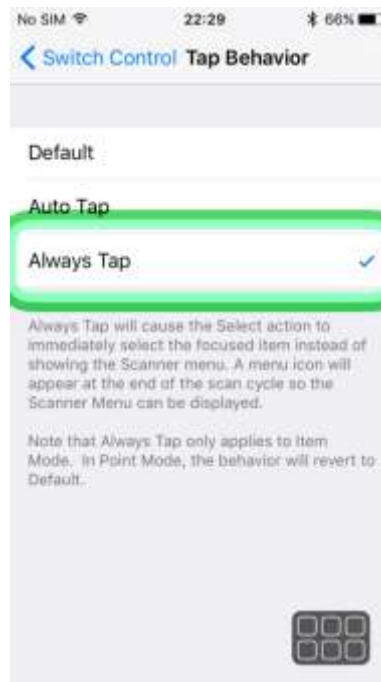 No SIM 22:29 66%
Switch Control Tap Behavior
Default
Auto Tap
Always Tap
Always Tap will cause the Select action to
immediately select the focused item instead of
showing the Scanner menu. A menu icon will
appear at the end of the scan cycle so the
Scanner Menu can be displayed.
Note that Always Tap only applies to Item
Mode. In Point Mode, the behavior will revert to
Default.